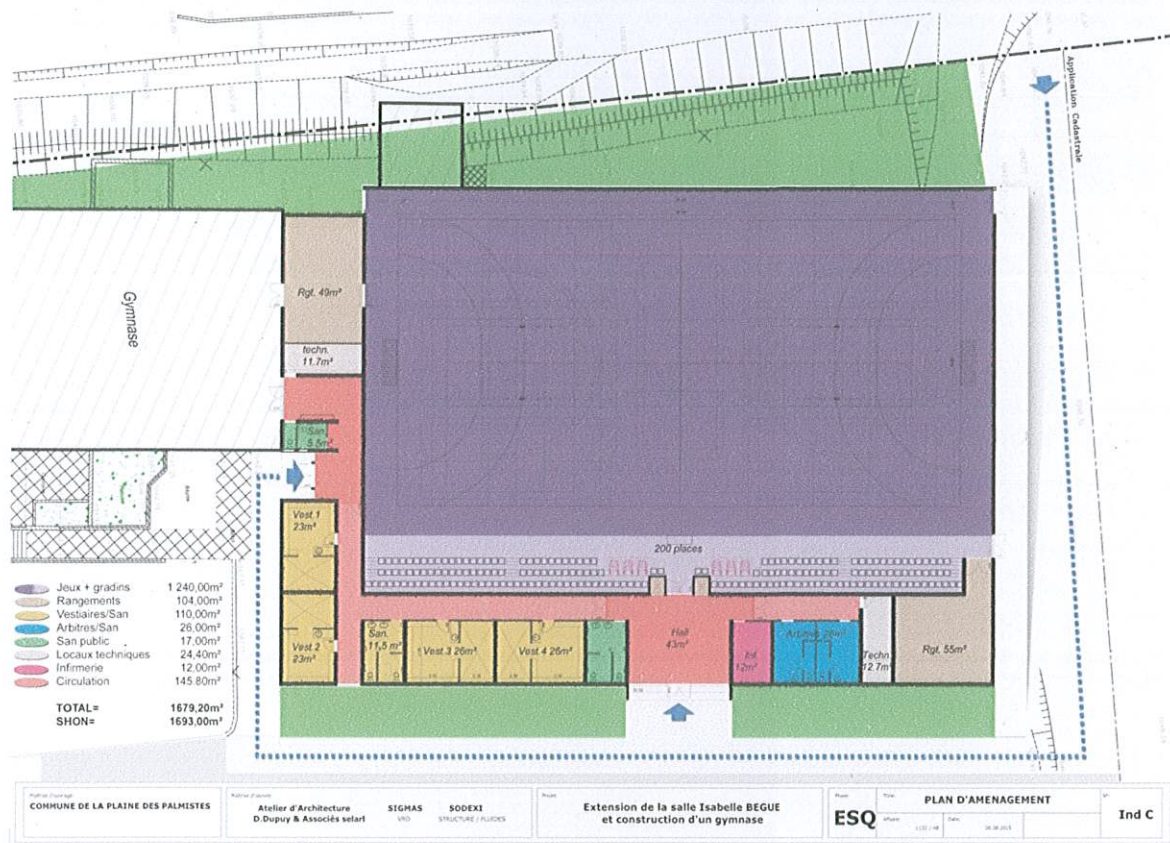 Application Cadastrale
Gymnase
Rgt. 49m²
techn.
11.7m²
San.
5.5m²
Vest.1
23m²
200 places
Vest 2
23m²
San.
11,5 m²
Vest.3 26m²
Vest.4 26m²
Hall
43m²
Inf.
12m²
Arbitres 26m²
Techn.
12.7m²
Rgt. 55m²
Jeux + gradins 1 240,00m²
Rangements 104,00m²
Vestiaires/San 110,00m²
Arbitres/San 26,00m²
San public 17,00m²
Locaux techniques 24,40m²
Infirmerie 12,00m²
Circulation 145.80m²
TOTAL= 1679,20m²
SHON= 1693,00m²
COMMUNE DE LA PLAINE DES PALMISTES
Atelier d'Architecture SIGMAS SODEXI
D.Dupuy & Associés selarl VRD STRUCTURE / FLUIDES
Extension de la salle Isabelle BEGUE
et construction d'un gymnase
ESQ
PLAN D'AMENAGEMENT
Ind C